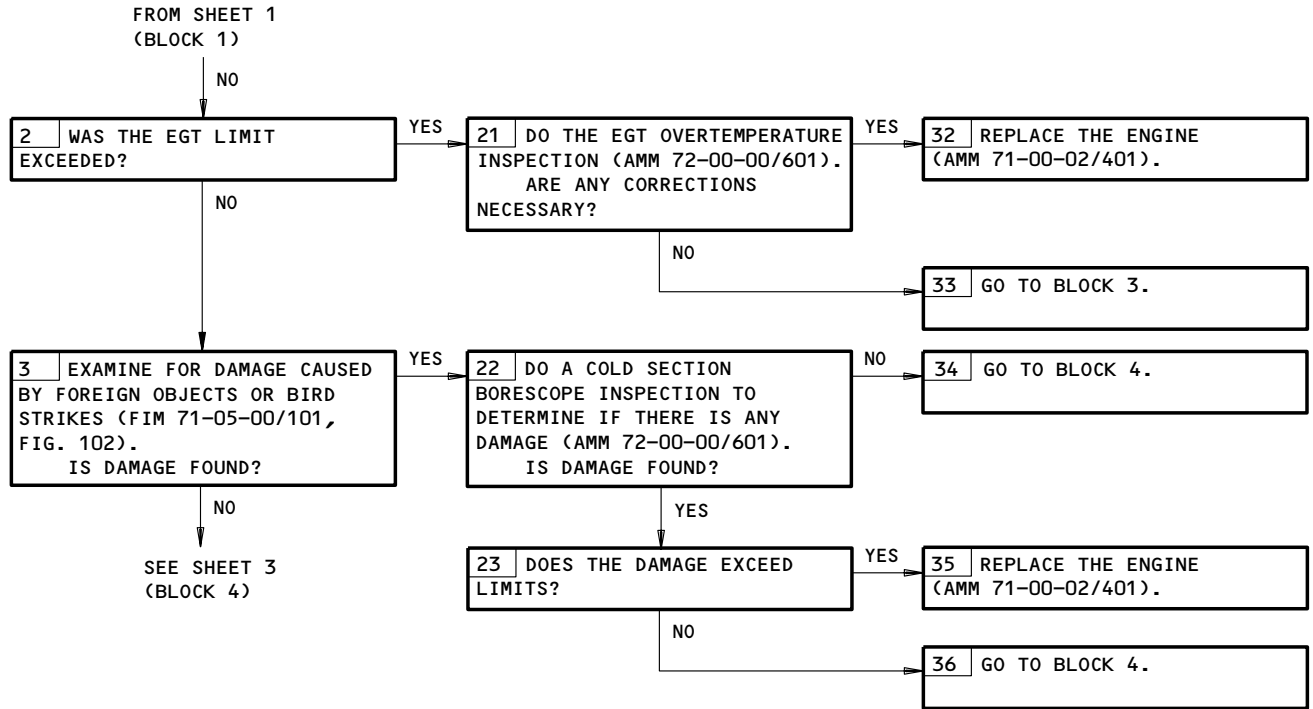 FROM SHEET 1
(BLOCK 1)
NO
2 WAS THE EGT LIMIT
EXCEEDED?
YES
21 DO THE EGT OVERTEMPERATURE
INSPECTION (AMM 72-00-00/601).
ARE ANY CORRECTIONS
NECESSARY?
YES
32 REPLACE THE ENGINE
(AMM 71-00-02/401).
NO
NO
33 GO TO BLOCK 3.
3 EXAMINE FOR DAMAGE CAUSED
BY FOREIGN OBJECTS OR BIRD
STRIKES (FIM 71-05-00/101,
FIG. 102).
IS DAMAGE FOUND?
YES
22 DO A COLD SECTION
BORESCOPE INSPECTION TO
DETERMINE IF THERE IS ANY
DAMAGE (AMM 72-00-00/601).
IS DAMAGE FOUND?
NO
34 GO TO BLOCK 4.
NO
SEE SHEET 3
(BLOCK 4)
YES
23 DOES THE DAMAGE EXCEED
LIMITS?
YES
35 REPLACE THE ENGINE
(AMM 71-00-02/401).
NO
36 GO TO BLOCK 4.